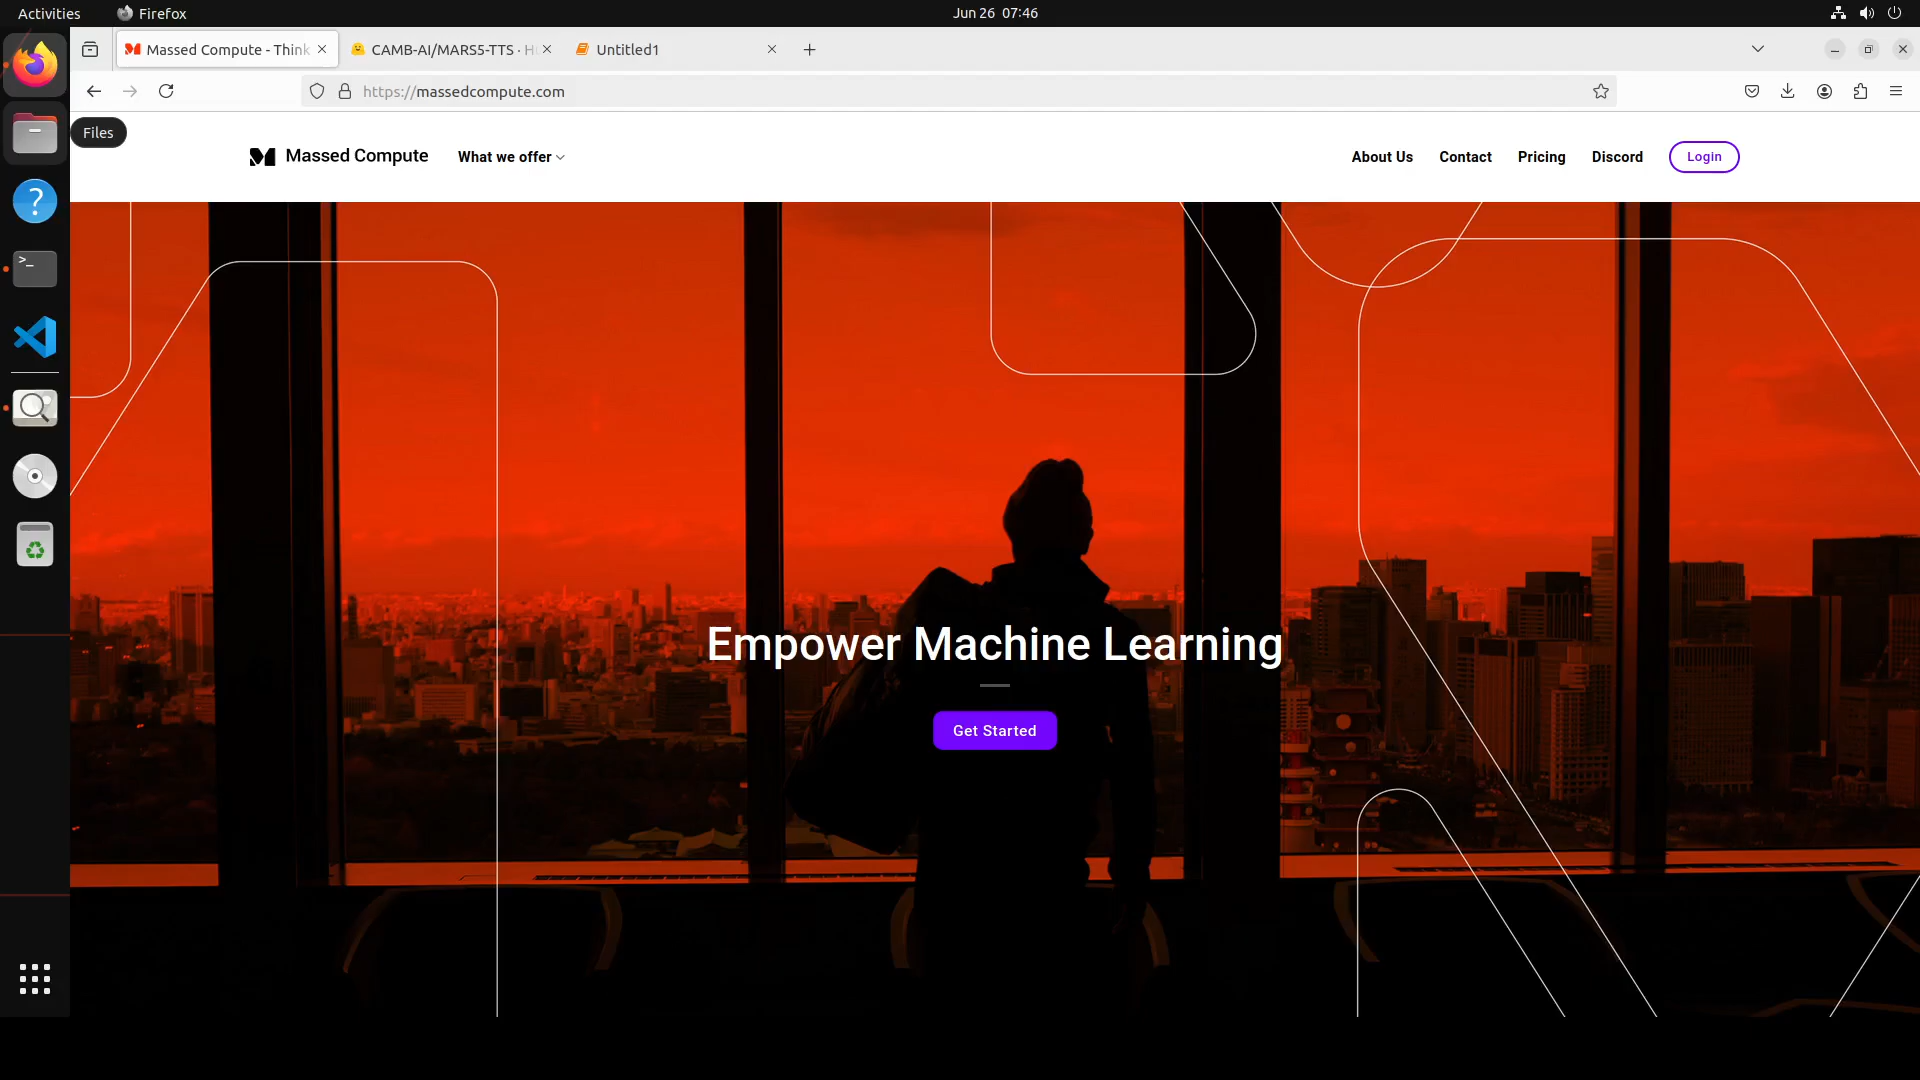 Activities
Firefox
Jun 26 07:46
Massed Compute - Think
CAMB-AI/MARS5-TTS · H
Untitled1
https://massedcompute.com
Files
Massed Compute
What we offer
About Us
Contact
Pricing
Discord
Login
Empower Machine Learning
Get Started